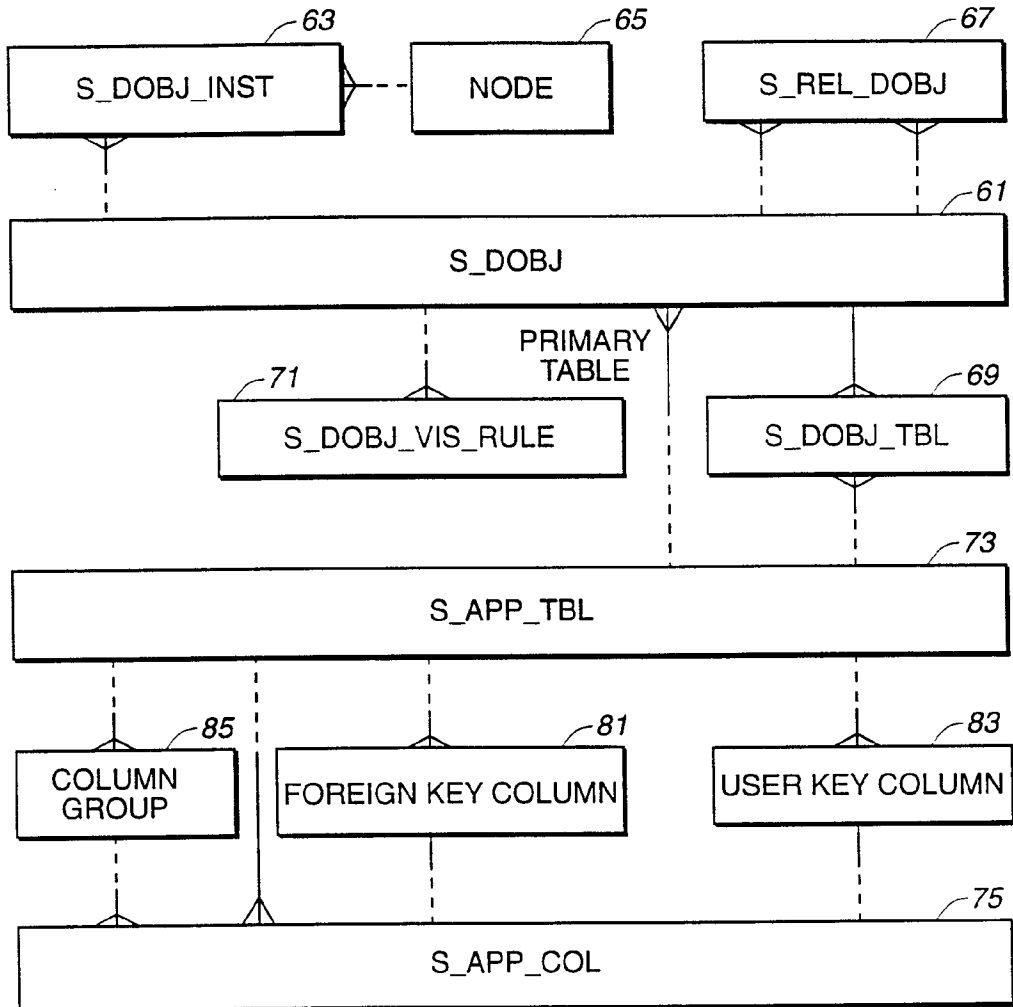 63
65
67
S_DOBJ_INST
NODE
S_REL_DOBJ
61
S_DOBJ
PRIMARY
TABLE
71
69
S_DOBJ_VIS_RULE
S_DOBJ_TBL
73
S_APP_TBL
85
81
83
COLUMN
GROUP
FOREIGN KEY COLUMN
USER KEY COLUMN
75
S_APP_COL